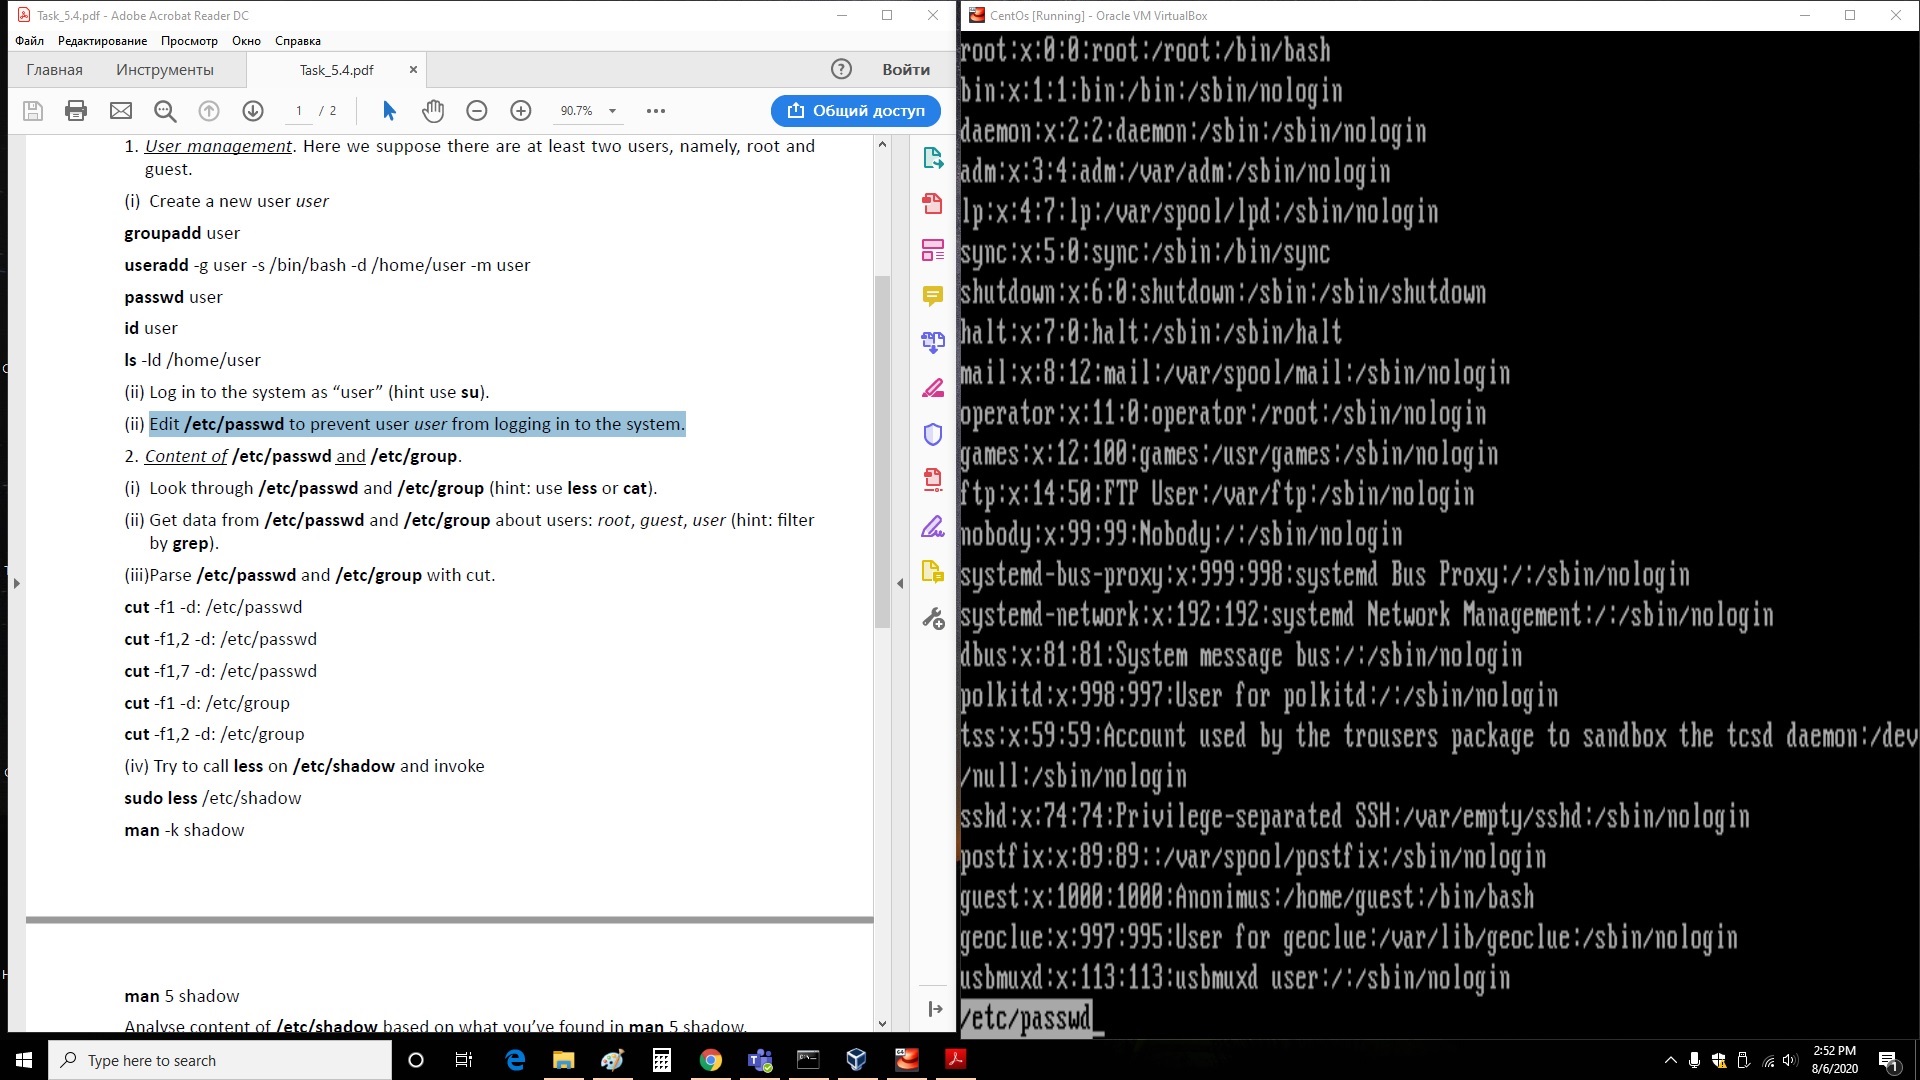 Task_5.4.pdf - Adobe Acrobat Reader DC
Файл Редактирование Просмотр Окно Справка
Главная Инструменты Task_5.4.pdf Войти
1 / 2 90.7% Общий доступ
1. User management. Here we suppose there are at least two users, namely, root and
guest.
(i) Create a new user user
groupadd user
useradd -g user -s /bin/bash -d /home/user -m user
passwd user
id user
ls -ld /home/user
(ii) Log in to the system as “user” (hint use su).
(ii) Edit /etc/passwd to prevent user user from logging in to the system.
2. Content of /etc/passwd and /etc/group.
(i) Look through /etc/passwd and /etc/group (hint: use less or cat).
(ii) Get data from /etc/passwd and /etc/group about users: root, guest, user (hint: filter
by grep).
(iii)Parse /etc/passwd and /etc/group with cut.
cut -f1 -d: /etc/passwd
cut -f1,2 -d: /etc/passwd
cut -f1,7 -d: /etc/passwd
cut -f1 -d: /etc/group
cut -f1,2 -d: /etc/group
(iv) Try to call less on /etc/shadow and invoke
sudo less /etc/shadow
man -k shadow
man 5 shadow
Analyse content of /etc/shadow based on what you’ve found in man 5 shadow.
CentOs [Running] - Oracle VM VirtualBox
root:x:0:0:root:/root:/bin/bash
bin:x:1:1:bin:/bin:/sbin/nologin
daemon:x:2:2:daemon:/sbin:/sbin/nologin
adm:x:3:4:adm:/var/adm:/sbin/nologin
lp:x:4:7:lp:/var/spool/lpd:/sbin/nologin
sync:x:5:0:sync:/sbin:/bin/sync
shutdown:x:6:0:shutdown:/sbin:/sbin/shutdown
halt:x:7:0:halt:/sbin:/sbin/halt
mail:x:8:12:mail:/var/spool/mail:/sbin/nologin
operator:x:11:0:operator:/root:/sbin/nologin
games:x:12:100:games:/usr/games:/sbin/nologin
ftp:x:14:50:FTP User:/var/ftp:/sbin/nologin
nobody:x:99:99:Nobody:/:/sbin/nologin
systemd-bus-proxy:x:999:998:systemd Bus Proxy:/:/sbin/nologin
systemd-network:x:192:192:systemd Network Management:/:/sbin/nologin
dbus:x:81:81:System message bus:/:/sbin/nologin
polkitd:x:998:997:User for polkitd:/:/sbin/nologin
tss:x:59:59:Account used by the trousers package to sandbox the tcsd daemon:/dev
/null:/sbin/nologin
sshd:x:74:74:Privilege-separated SSH:/var/empty/sshd:/sbin/nologin
postfix:x:89:89::/var/spool/postfix:/sbin/nologin
guest:x:1000:1000:Anonimus:/home/guest:/bin/bash
geoclue:x:997:995:User for geoclue:/var/lib/geoclue:/sbin/nologin
usbmuxd:x:113:113:usbmuxd user:/:/sbin/nologin
/etc/passwd
Type here to search
2:52 PM
8/6/2020
1